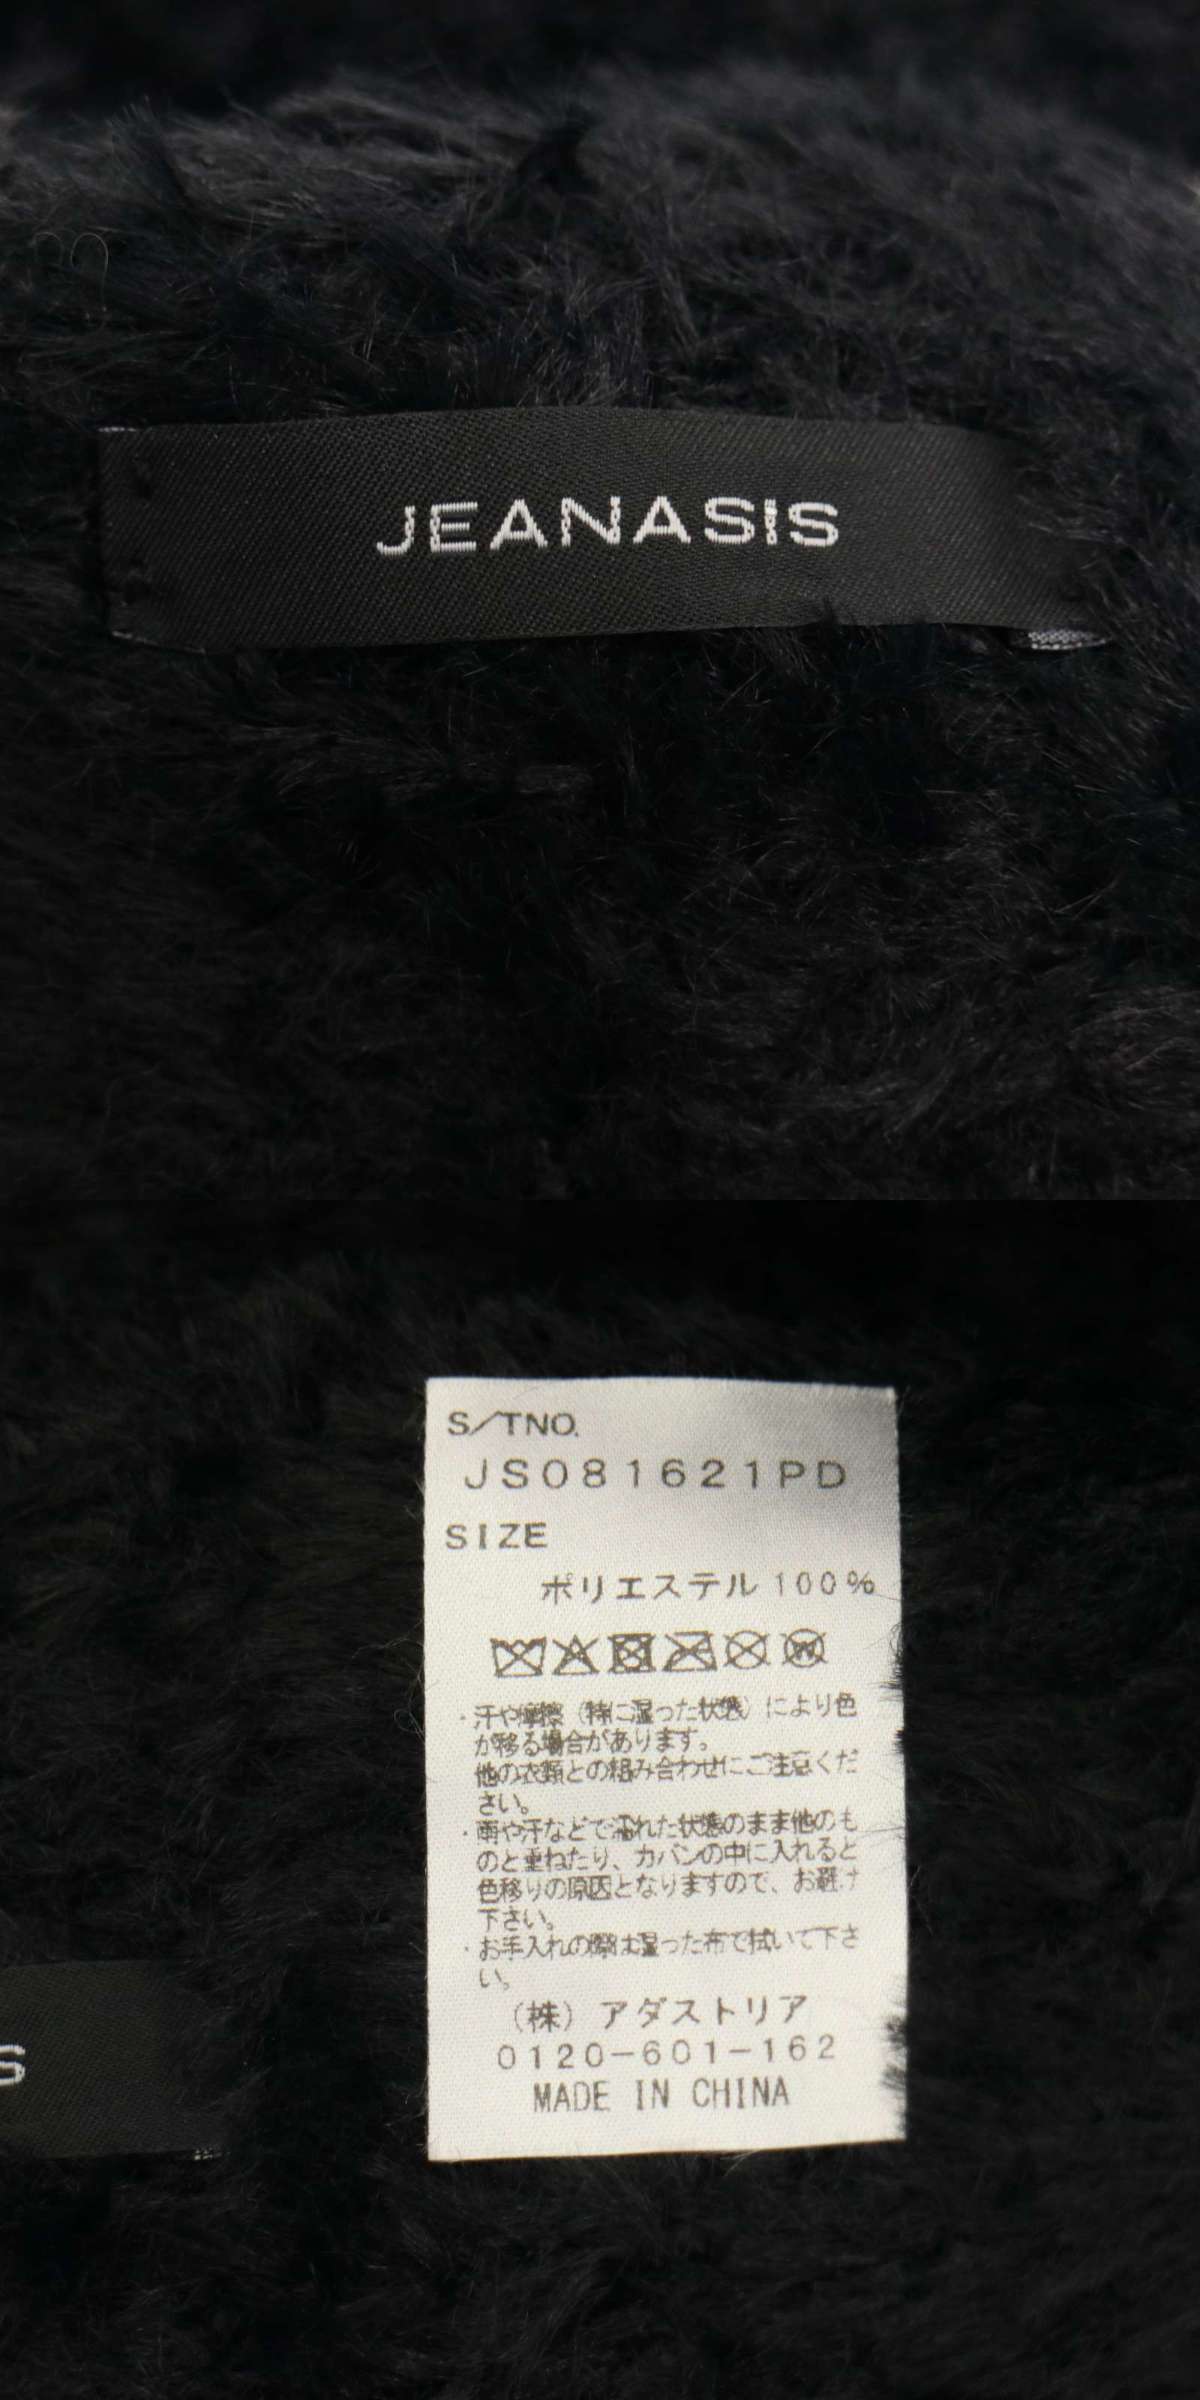 JEANASIS
S/TNO.
JS081621PD
SIZE
ポリエステル100%
W
・汗や摩擦（特に湿った状態）により色
が移る場合があります。
他の衣類との組み合わせにご注意くだ
さい。
・雨や汗などで濡れた状態のまま他のも
のと重ねたり、カバンの中に入れると
色移りの原因となりますので、お避け
下さい。
・お手入れの際は湿った布で拭いて下さ
い。
（株）アダストリア
0120-601-162
MADE IN CHINA
S